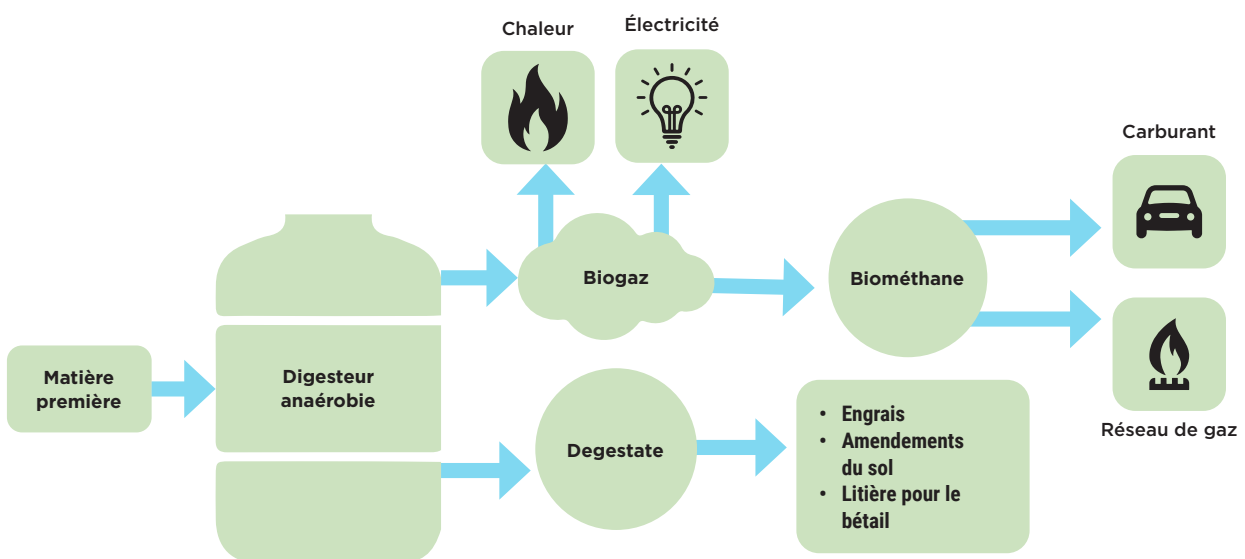 Chaleur
Électricité
Carburant
Biogaz
Biométhane
Matière
première
Digesteur
anaérobie
Réseau de gaz
Degestate
• Engrais
• Amendements
du sol
• Litière pour le
bétail